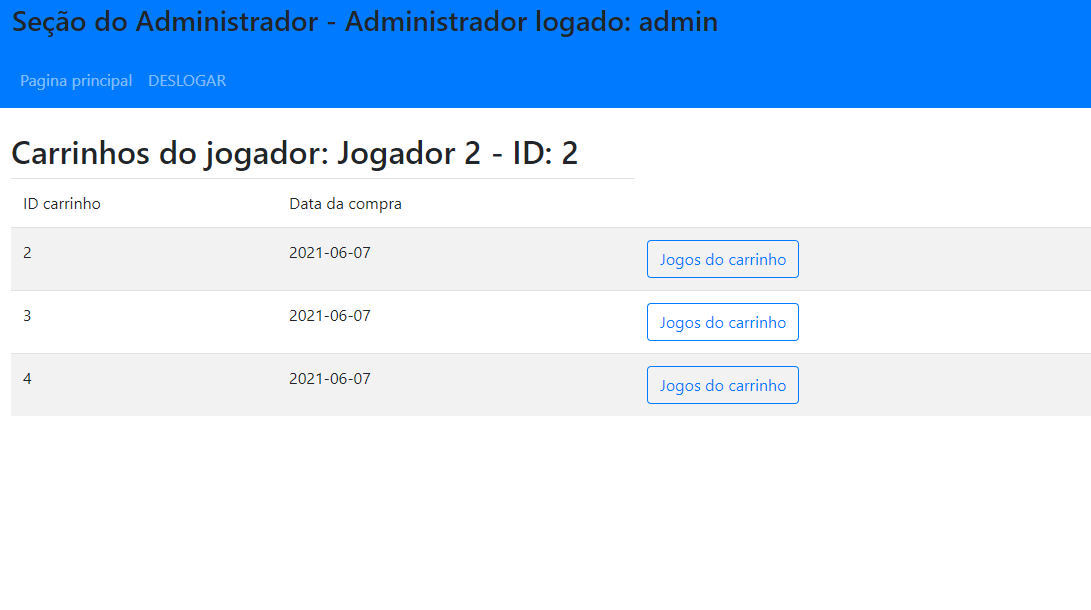 Seção do Administrador - Administrador logado: admin
Pagina principal DESLOGAR
Carrinhos do jogador: Jogador 2 - ID: 2
ID carrinho Data da compra
2 2021-06-07 Jogos do carrinho
3 2021-06-07 Jogos do carrinho
4 2021-06-07 Jogos do carrinho